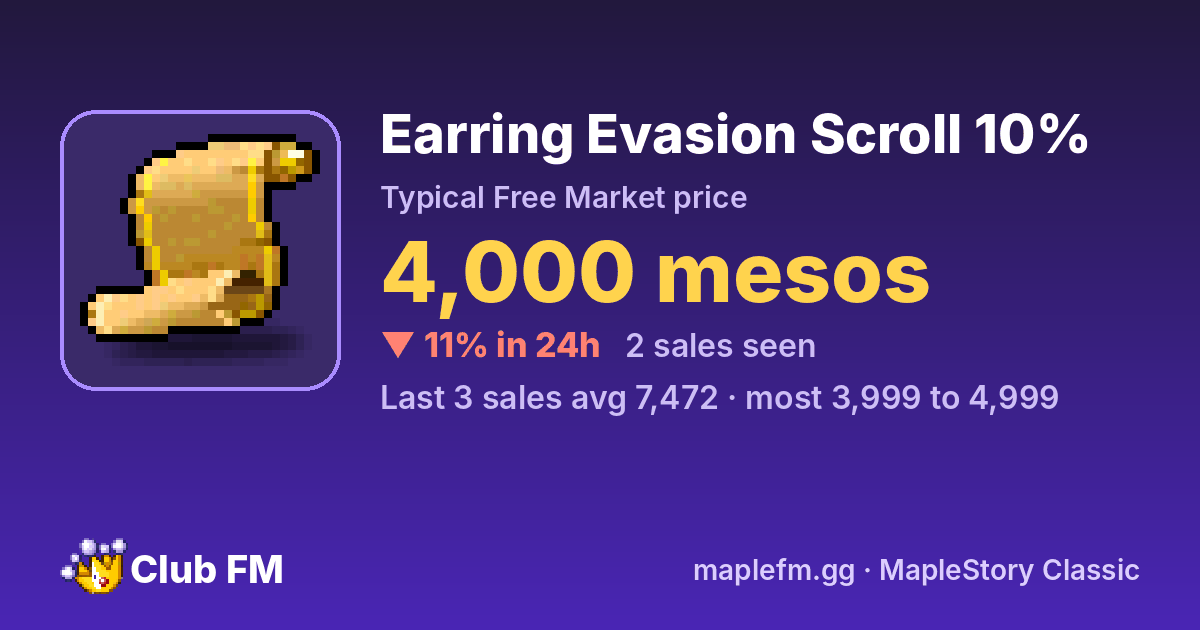 Earring Evasion Scroll 10%
Typical Free Market price
4,000 mesos
▼ 11% in 24h 2 sales seen
Last 3 sales avg 7,472 · most 3,999 to 4,999
Club FM
maplefm.gg · MapleStory Classic